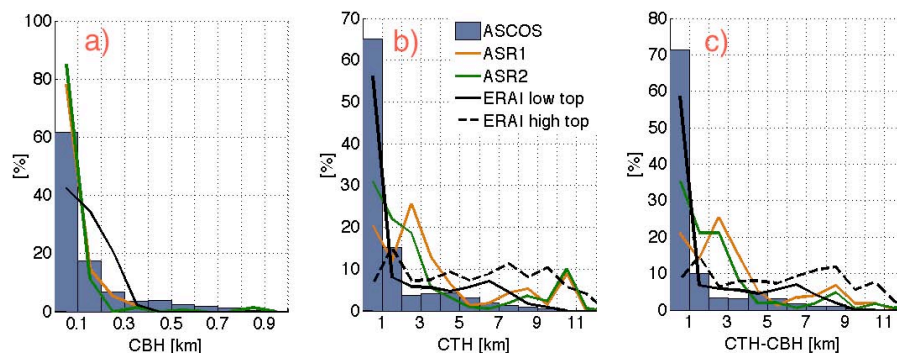 a)
100
80
60
40
20
0
[%]
0.1 0.3 0.5 0.7 0.9
CBH [km]
b)
70
60
50
40
30
20
10
0
[%]
1 3 5 7 9 11
CTH [km]
ASCOS
ASR1
ASR2
ERAI low top
ERAI high top
c)
80
70
60
50
40
30
20
10
0
[%]
1 3 5 7 9 11
CTH-CBH [km]